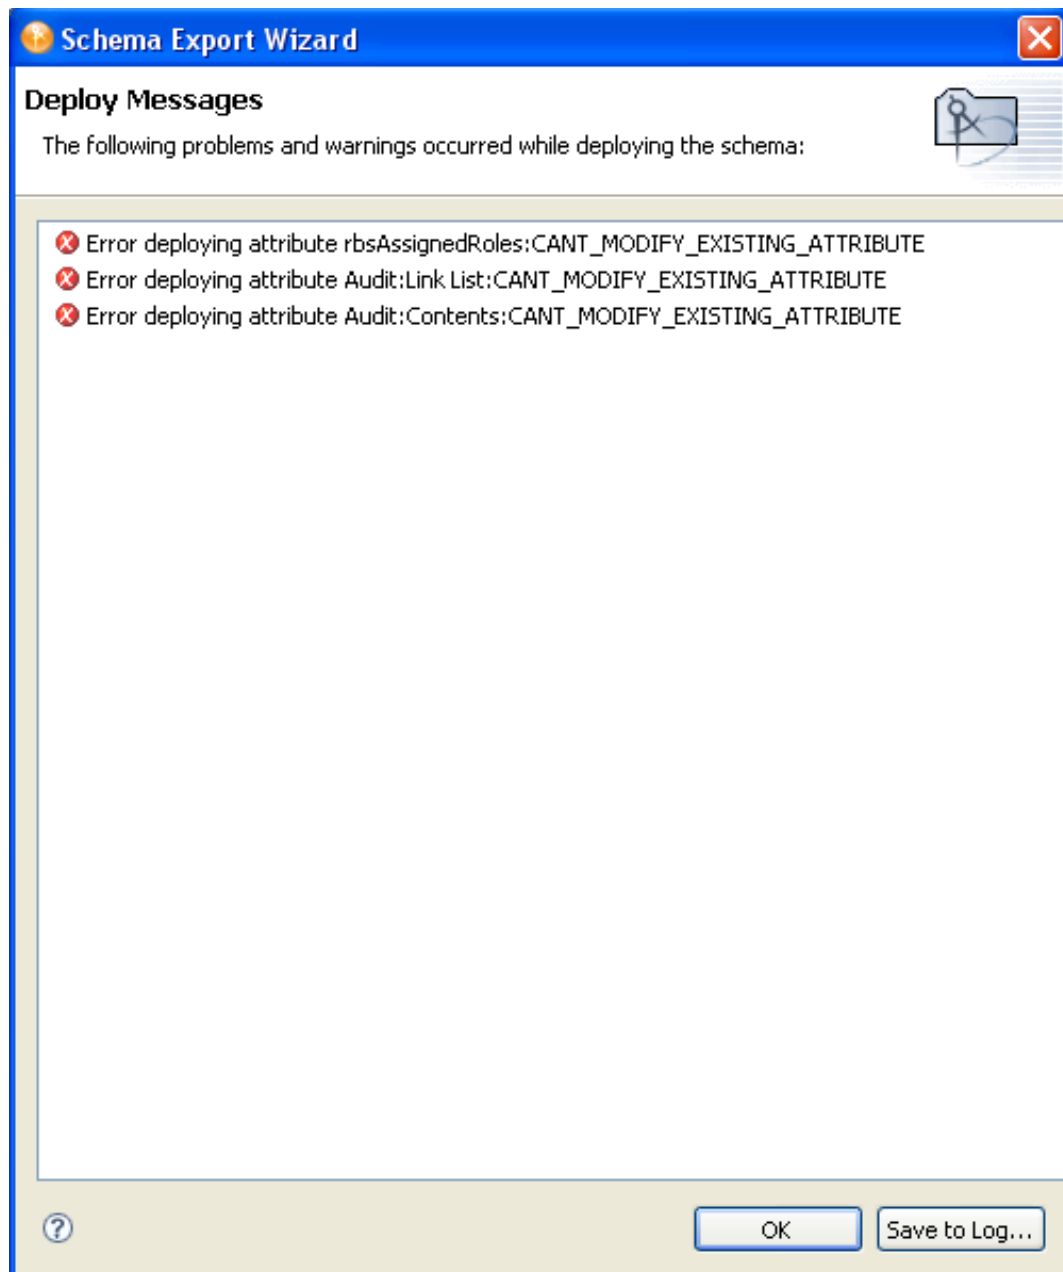 Schema Export Wizard
Deploy Messages
The following problems and warnings occurred while deploying the schema:
Error deploying attribute rbsAssignedRoles:CANT_MODIFY_EXISTING_ATTRIBUTE
Error deploying attribute Audit:Link List:CANT_MODIFY_EXISTING_ATTRIBUTE
Error deploying attribute Audit:Contents:CANT_MODIFY_EXISTING_ATTRIBUTE
?
OK
Save to Log...